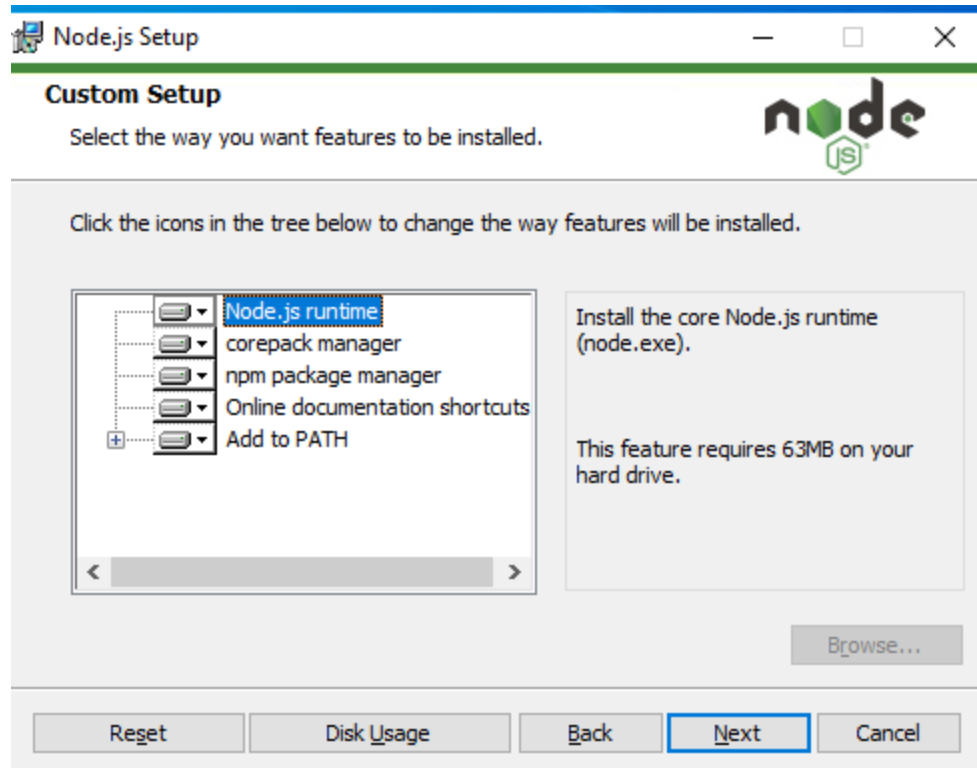 Node.js Setup
Custom Setup
Select the way you want features to be installed.
node
JS
Click the icons in the tree below to change the way features will be installed.
Node.js runtime
corepack manager
npm package manager
Online documentation shortcuts
Add to PATH
Install the core Node.js runtime
(node.exe).
This feature requires 63MB on your
hard drive.
Browse...
Reset
Disk Usage
Back
Next
Cancel